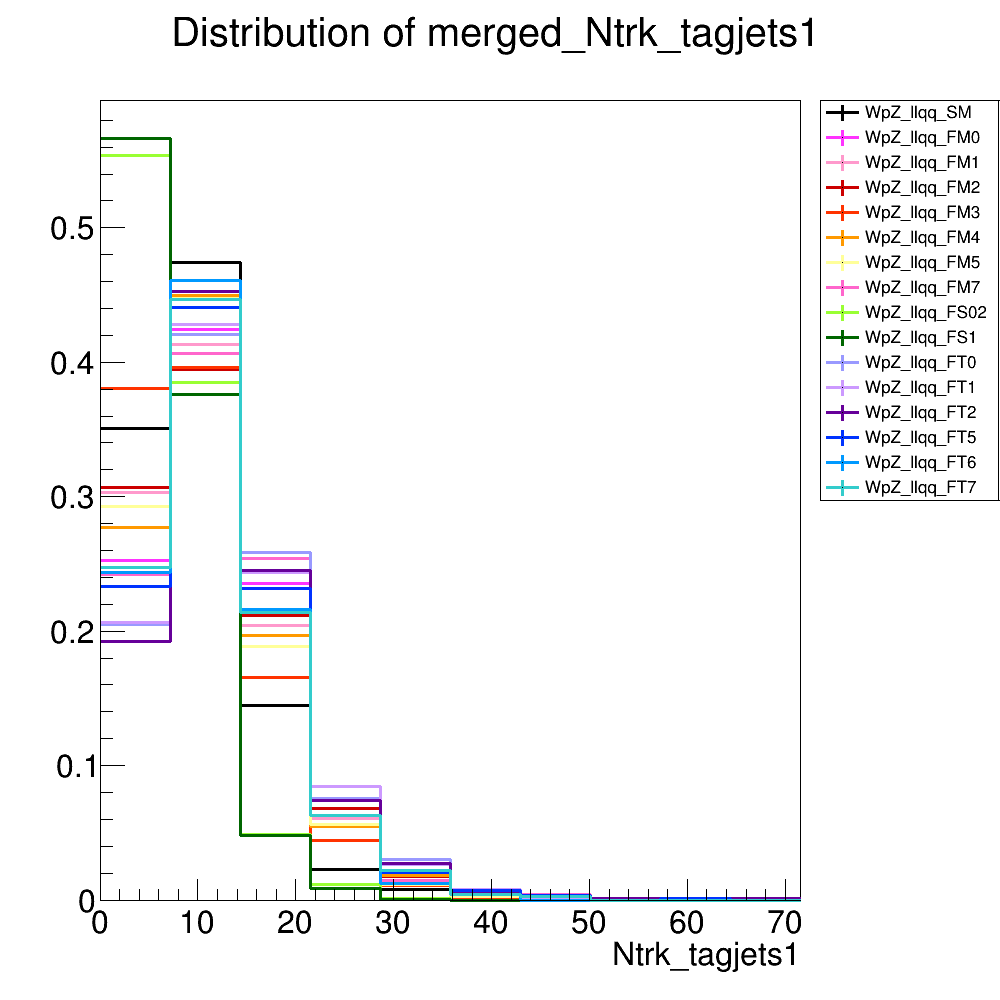 Distribution of merged_Ntrk_tagjets1
WpZ_llqq_SM
WpZ_llqq_FM0
WpZ_llqq_FM1
WpZ_llqq_FM2
WpZ_llqq_FM3
WpZ_llqq_FM4
WpZ_llqq_FM5
WpZ_llqq_FM7
WpZ_llqq_FS02
WpZ_llqq_FS1
WpZ_llqq_FT0
WpZ_llqq_FT1
WpZ_llqq_FT2
WpZ_llqq_FT5
WpZ_llqq_FT6
WpZ_llqq_FT7
0.5
0.4
0.3
0.2
0.1
0
0 10 20 30 40 50 60 70
Ntrk_tagjets1